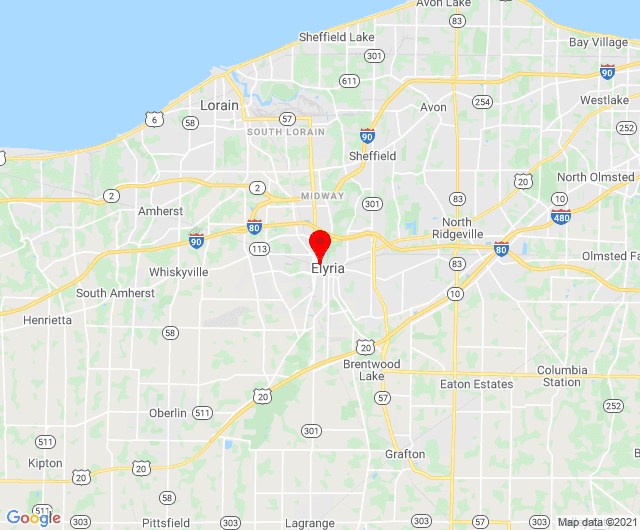 Avon Lake
83
Bay Village
Sheffield Lake
301
90
611
Westlake
Lorain
254
Avon
6
58
57
252
SOUTH LORAIN
90
Sheffield
North Olmsted
20
2
2
10
MIDWAY
83
301
Amherst
480
80
North
Ridgeville
90
113
80
Olmsted Fa
Elyria
83
Whiskyville
South Amherst
10
Henrietta
58
20
Brentwood
Lake
Columbia
Station
Eaton Estates
20
57
252
Oberlin
511
301
511
Grafton
Kipton
20
20
Be
58
511
Google
303
Pittsfield
303
Lagrange
303
83
303
Map data ©2021